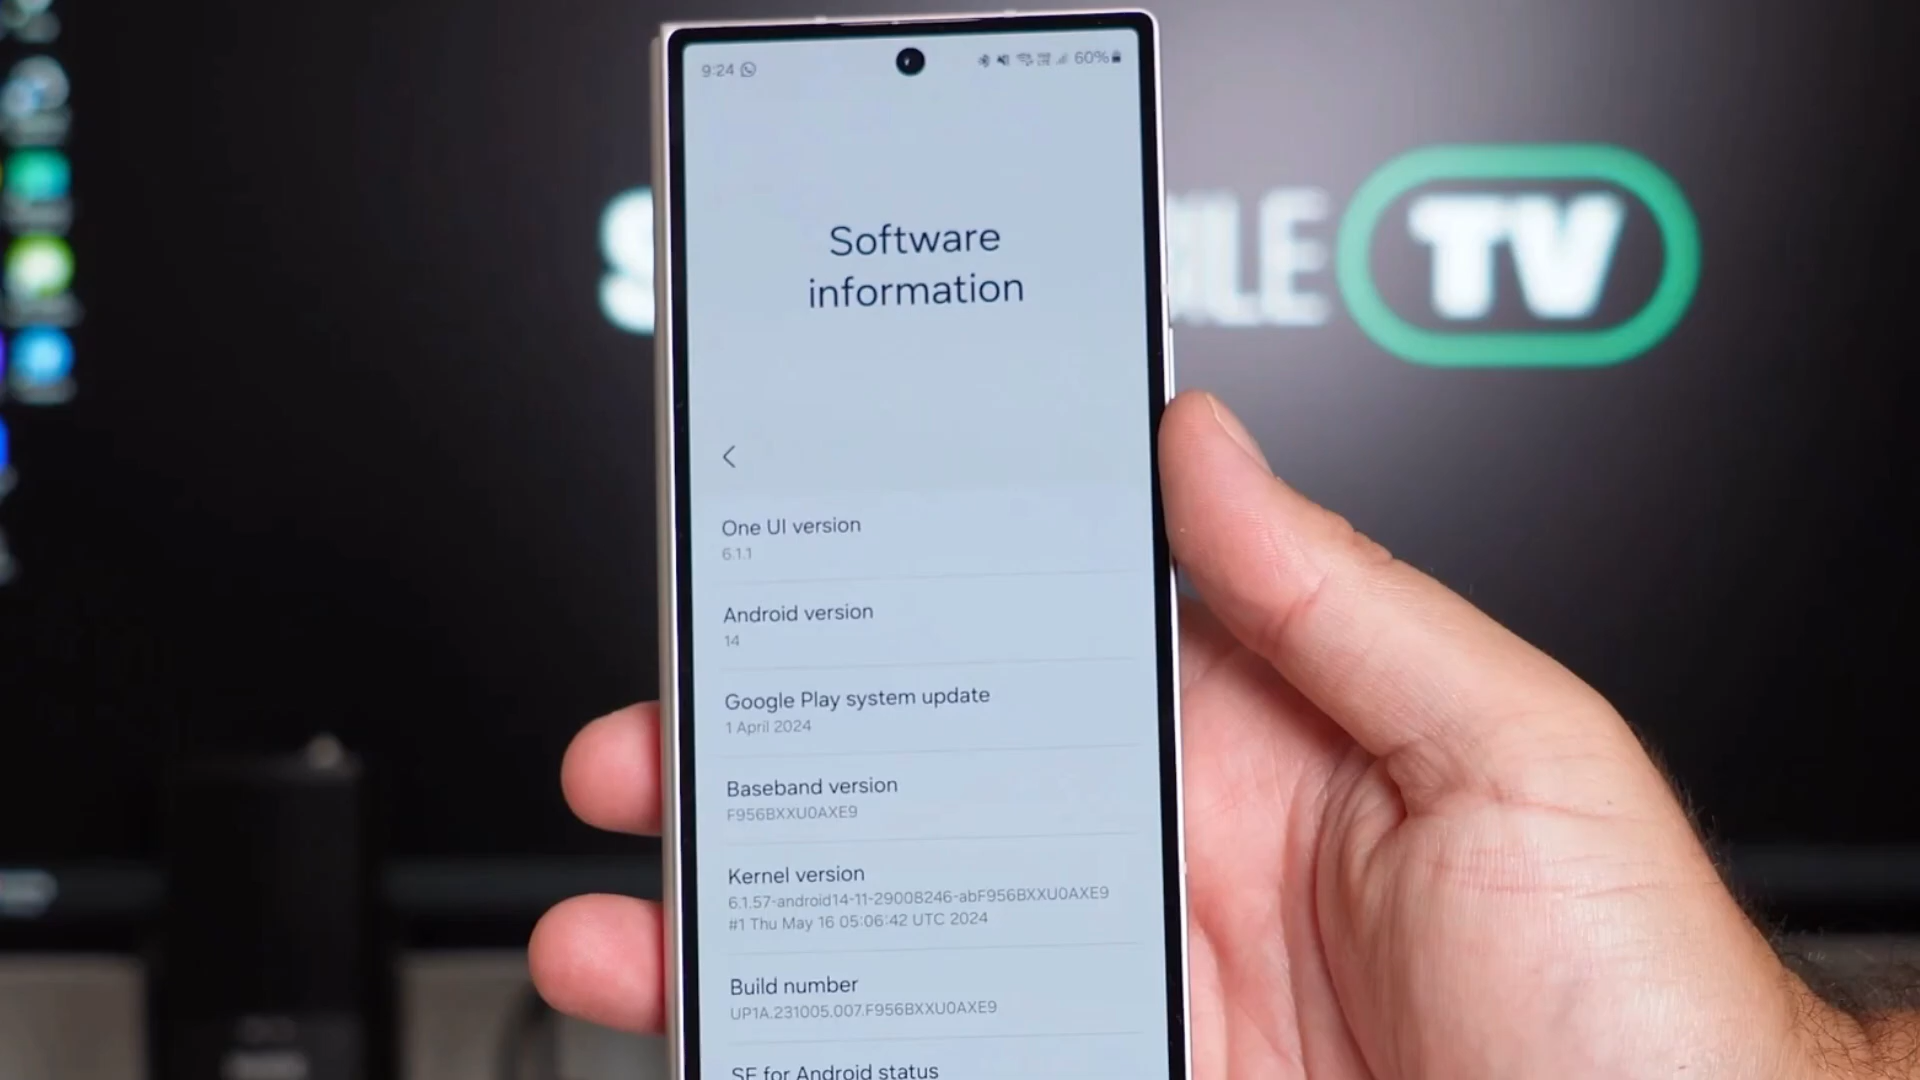 9:24
60%
S
ILE TV
Software
information
One UI version
6.1.1
Android version
14
Google Play system update
1 April 2024
Baseband version
F956BXXU0AXE9
Kernel version
6.1.57-android14-11-29008246-abF956BXXU0AXE9
#1 Thu May 16 05:06:42 UTC 2024
Build number
UP1A.231005.007.F956BXXU0AXE9
SE for Android status